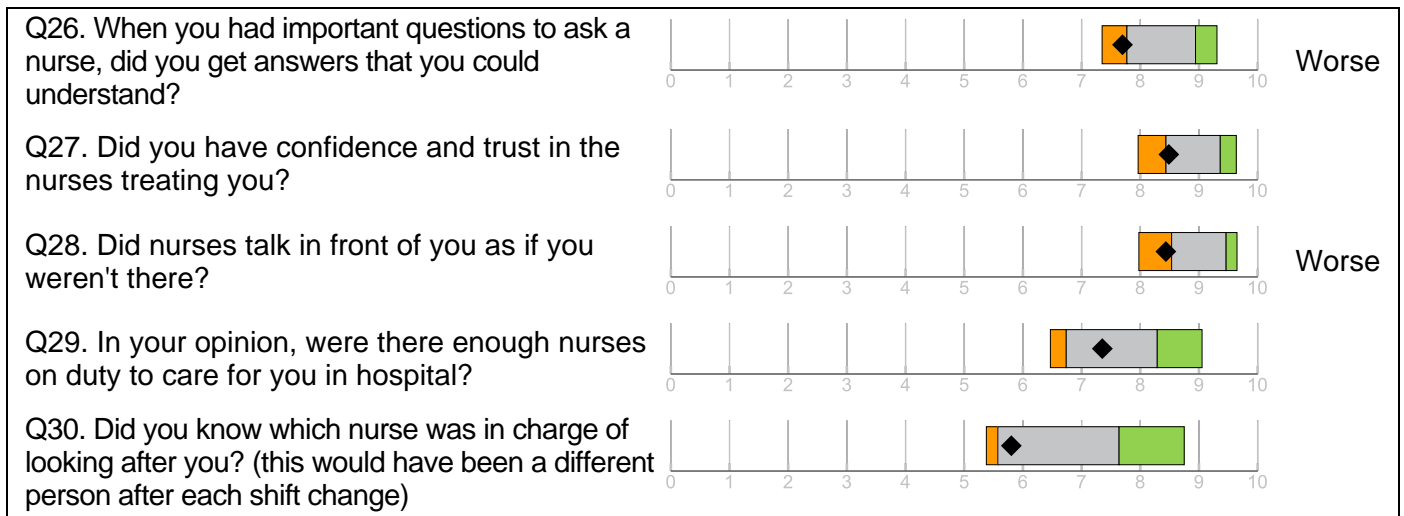 Q26. When you had important questions to ask a
nurse, did you get answers that you could
understand?
0 1 2 3 4 5 6 7 8 9 10
Worse
Q27. Did you have confidence and trust in the
nurses treating you?
0 1 2 3 4 5 6 7 8 9 10
Q28. Did nurses talk in front of you as if you
weren't there?
0 1 2 3 4 5 6 7 8 9 10
Worse
Q29. In your opinion, were there enough nurses
on duty to care for you in hospital?
0 1 2 3 4 5 6 7 8 9 10
Q30. Did you know which nurse was in charge of
looking after you? (this would have been a different
person after each shift change)
0 1 2 3 4 5 6 7 8 9 10